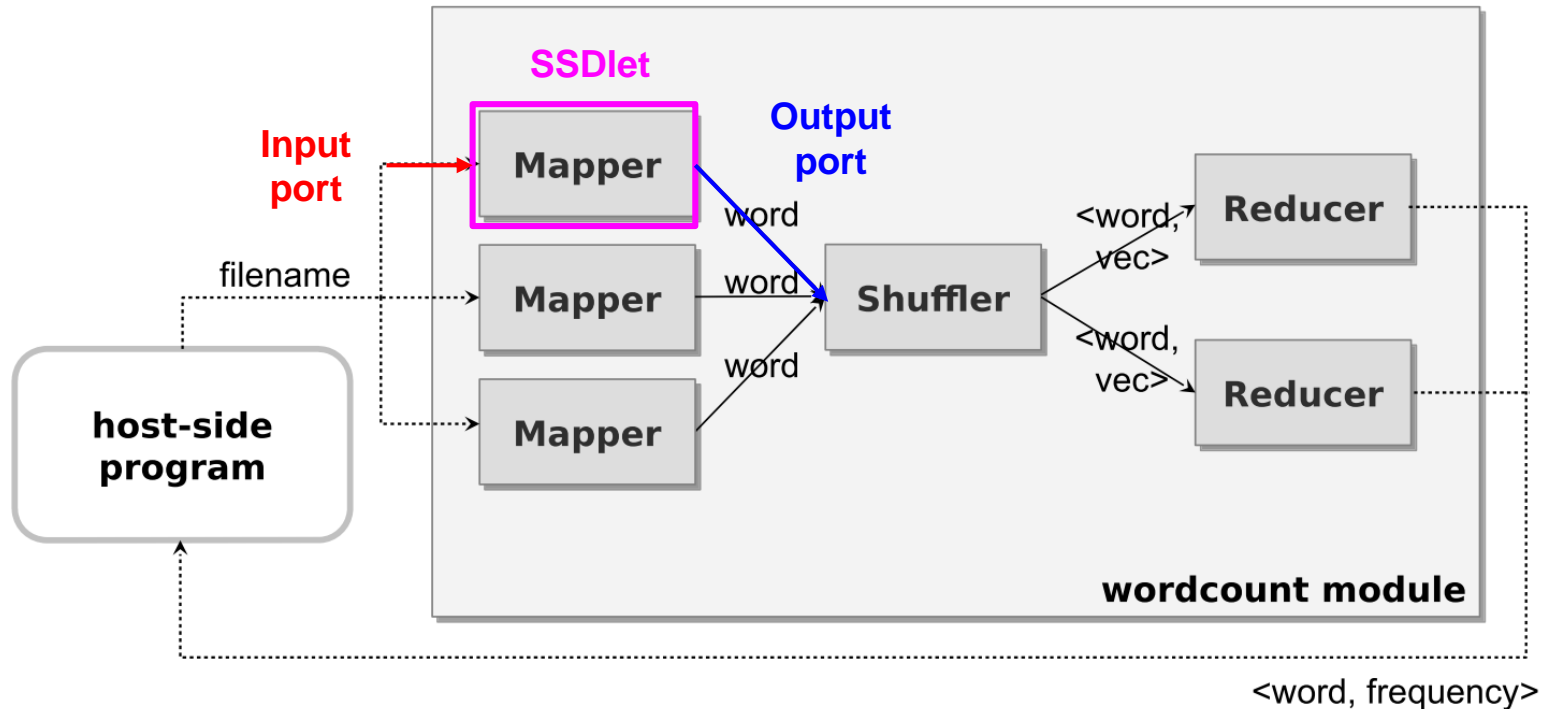 SSDlet
Input
port
Output
port
Mapper
word
<word,
vec>
Reducer
filename
Mapper
word
Shuffler
<word,
vec>
Reducer
Mapper
word
host-side
program
wordcount module
<word, frequency>